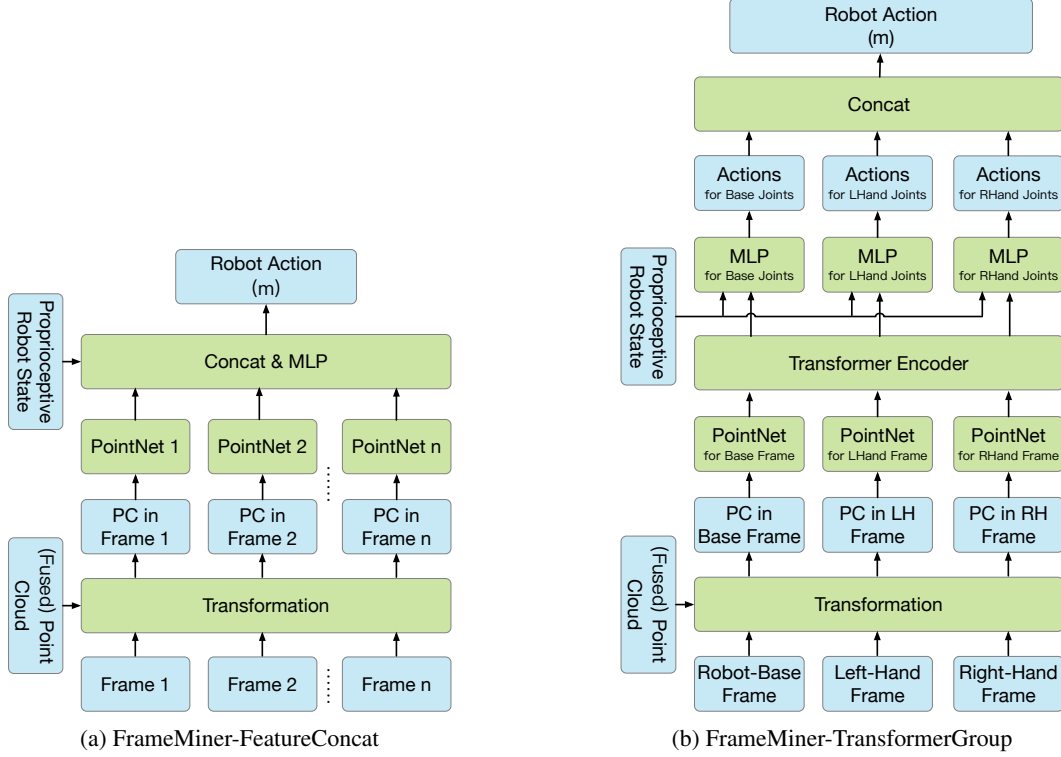 Robot Action
(m)
Concat & MLP
Proprioceptive
Robot State
PointNet 1
PointNet 2
PointNet n
PC in
Frame 1
PC in
Frame 2
PC in
Frame n
(Fused) Point
Cloud
Transformation
Frame 1
Frame 2
Frame n
(a) FrameMiner-FeatureConcat
Robot Action
(m)
Concat
Actions
for Base Joints
Actions
for LHand Joints
Actions
for RHand Joints
MLP
for Base Joints
MLP
for LHand Joints
MLP
for RHand Joints
Proprioceptive
Robot State
Transformer Encoder
PointNet
for Base Frame
PointNet
for LHand Frame
PointNet
for RHand Frame
PC in
Base Frame
PC in LH
Frame
PC in RH
Frame
(Fused) Point
Cloud
Transformation
Robot-Base
Frame
Left-Hand
Frame
Right-Hand
Frame
(b) FrameMiner-TransformerGroup